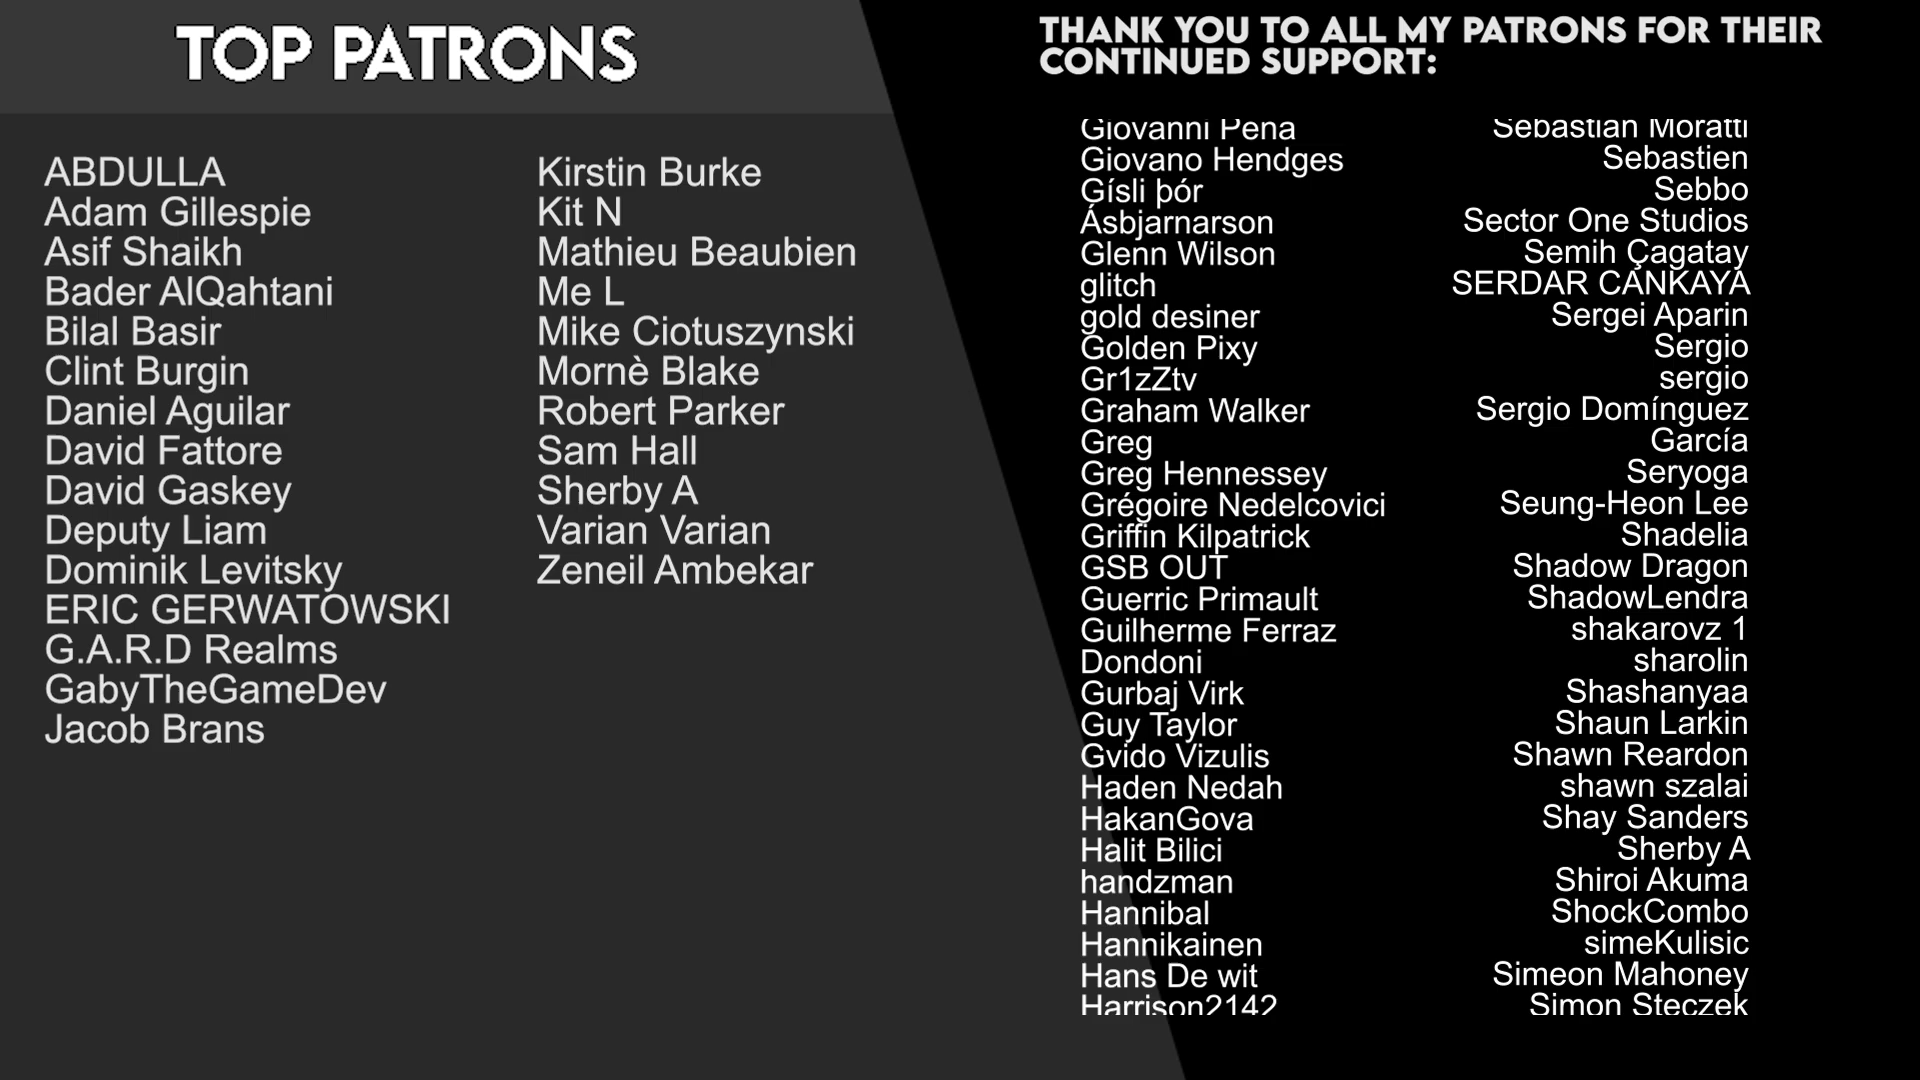 TOP PATRONS
ABDULLA
Adam Gillespie
Asif Shaikh
Bader AlQahtani
Bilal Basir
Clint Burgin
Daniel Aguilar
David Fattore
David Gaskey
Deputy Liam
Dominik Levitsky
ERIC GERWATOWSKI
G.A.R.D Realms
GabyTheGameDev
Jacob Brans
Kirstin Burke
Kit N
Mathieu Beaubien
Me L
Mike Ciotuszynski
Mornè Blake
Robert Parker
Sam Hall
Sherby A
Varian Varian
Zeneil Ambekar
THANK YOU TO ALL MY PATRONS FOR THEIR
CONTINUED SUPPORT:
Giovanni Pena
Giovano Hendges
Gísli þór
Ásbjarnarson
Glenn Wilson
glitch
gold desiner
Golden Pixy
Gr1zZtv
Graham Walker
Greg
Greg Hennessey
Grégoire Nedelcovici
Griffin Kilpatrick
GSB OUT
Guerric Primault
Guilherme Ferraz
Dondoni
Gurbaj Virk
Guy Taylor
Gvido Vizulis
Haden Nedah
HakanGova
Halit Bilici
handzman
Hannibal
Hannikainen
Hans De wit
Harrison2142
Sebastian Moratti
Sebastien
Sebbo
Sector One Studios
Semih Çagatay
SERDAR CANKAYA
Sergei Aparin
Sergio
sergio
Sergio Domínguez
García
Seryoga
Seung-Heon Lee
Shadelia
Shadow Dragon
ShadowLendra
shakarovz 1
sharolin
Shashanyaa
Shaun Larkin
Shawn Reardon
shawn szalai
Shay Sanders
Sherby A
Shiroi Akuma
ShockCombo
simeKulisic
Simeon Mahoney
Simon Steczek